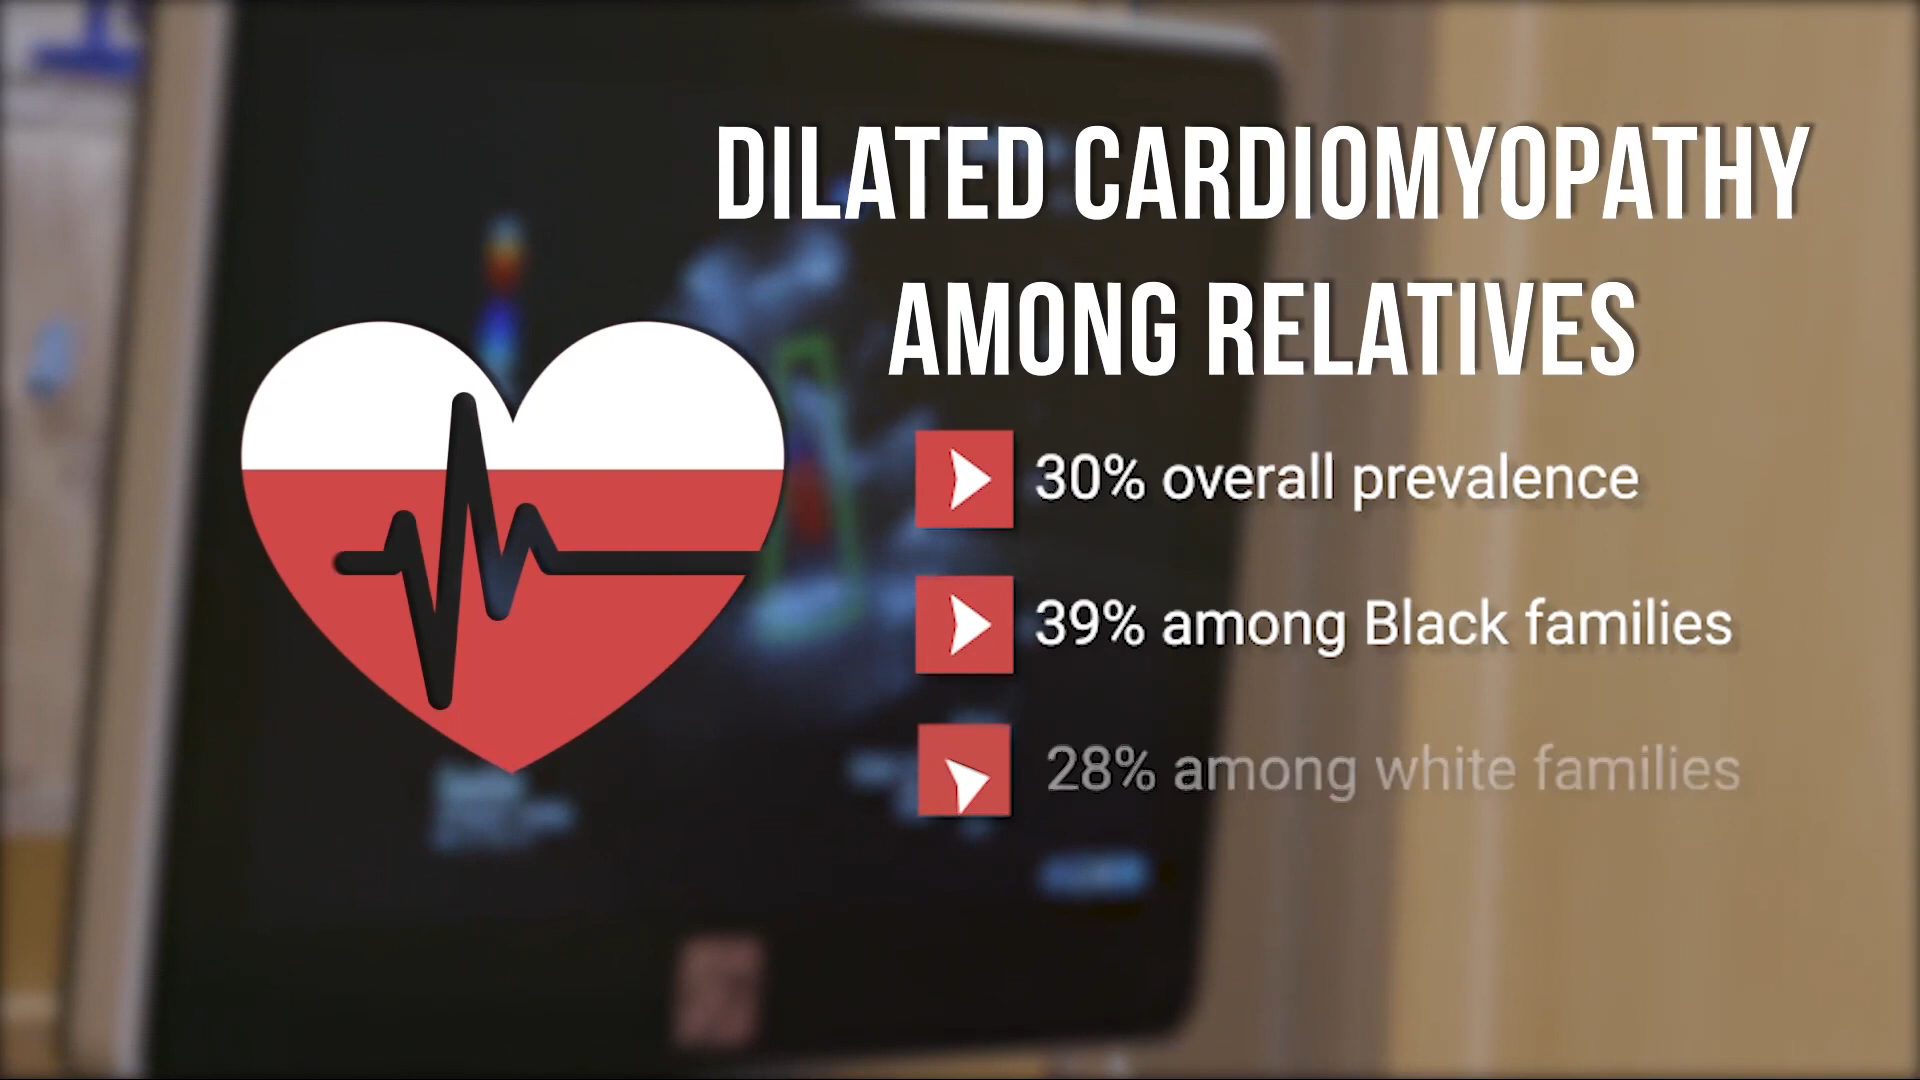 DILATED CARDIOMYOPATHY
AMONG RELATIVES
30% overall prevalence
39% among Black families
28% among white families